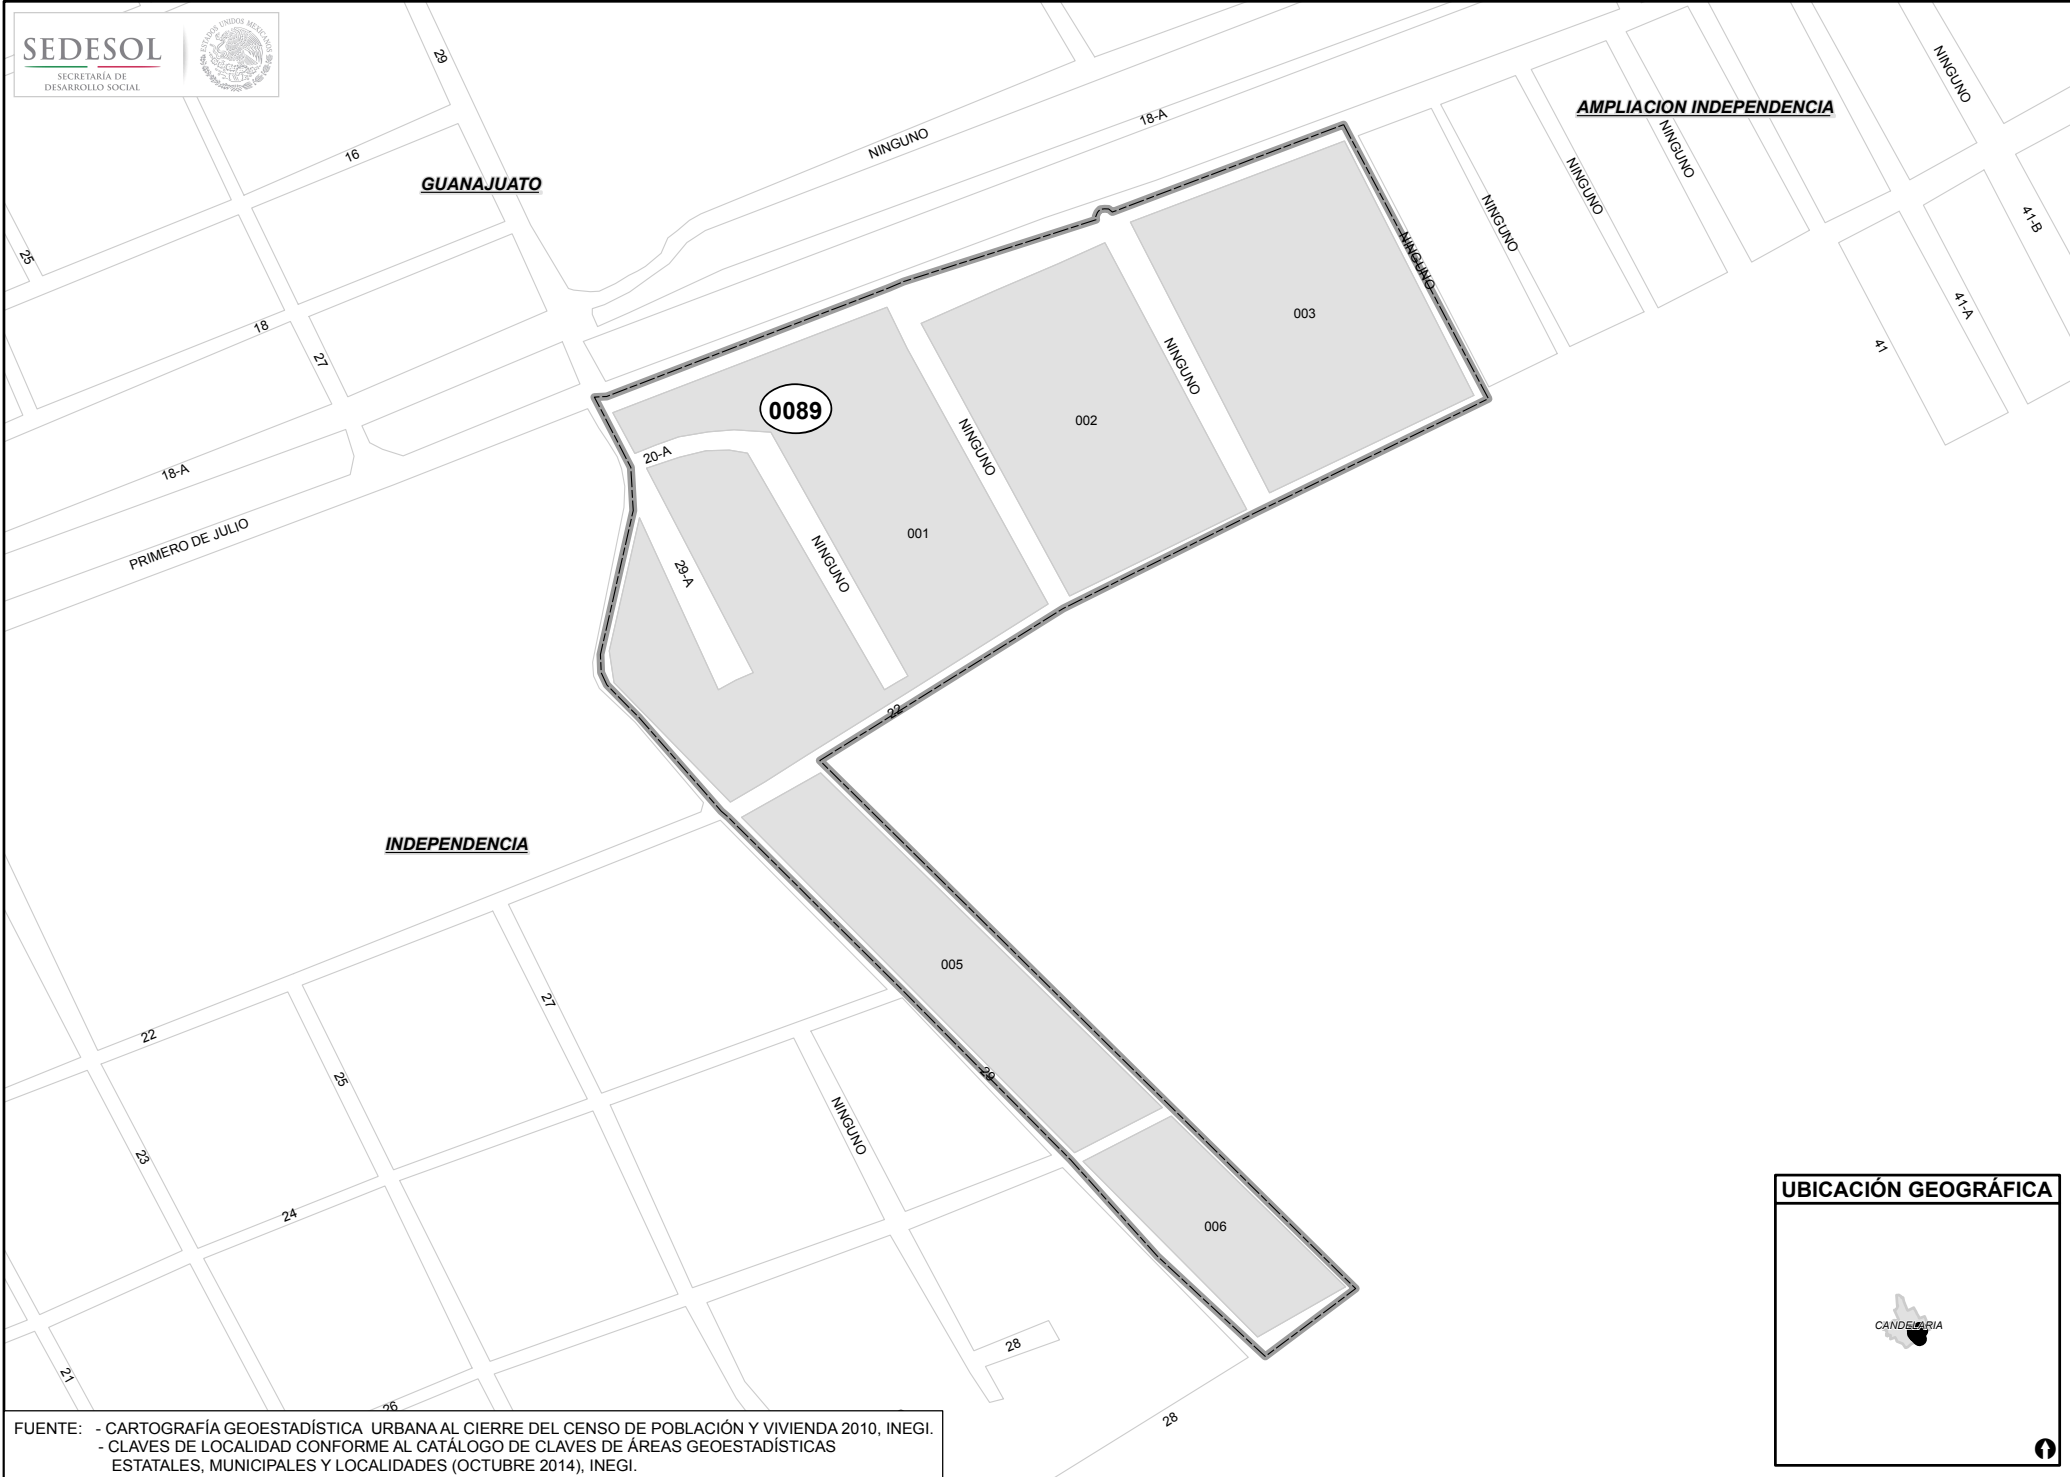 SEDESOL
SECRETARÍA DE
DESARROLLO SOCIAL
ESTADOS UNIDOS MEXICANOS
29
NINGUNO
18-A
AMPLIACION INDEPENDENCIA
NINGUNO
16
NINGUNO
GUANAJUATO
NINGUNO
NINGUNO
41-B
25
NINGUNO
41-A
003
18
27
41
NINGUNO
0089
002
NINGUNO
20-A
18-A
PRIMERO DE JULIO
001
NINGUNO
29-A
22
INDEPENDENCIA
005
27
22
25
29
NINGUNO
23
24
006
28
21
26
28
UBICACIÓN GEOGRÁFICA
CANDELARIA
FUENTE: - CARTOGRAFÍA GEOESTADÍSTICA URBANA AL CIERRE DEL CENSO DE POBLACIÓN Y VIVIENDA 2010, INEGI.
- CLAVES DE LOCALIDAD CONFORME AL CATÁLOGO DE CLAVES DE ÁREAS GEOESTADÍSTICAS
ESTATALES, MUNICIPALES Y LOCALIDADES (OCTUBRE 2014), INEGI.